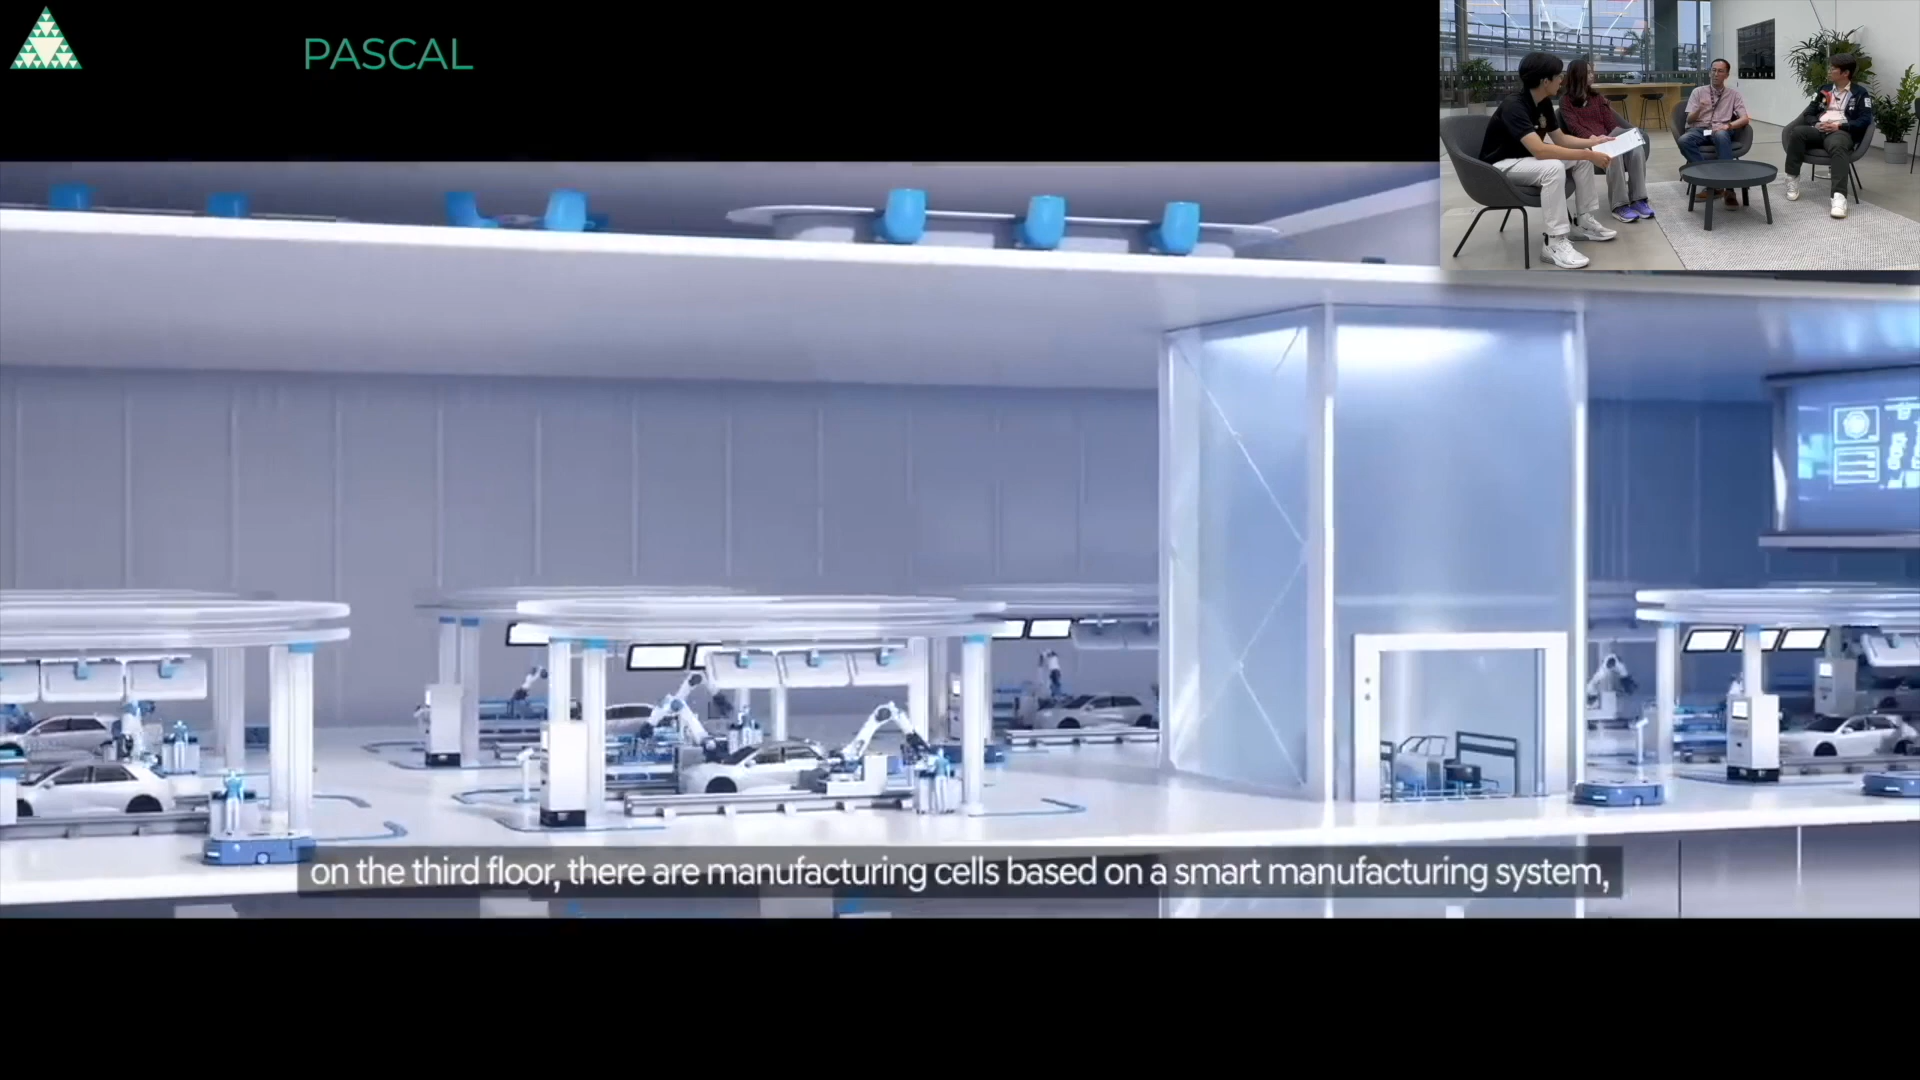 PASCAL
on the third floor, there are manufacturing cells based on a smart manufacturing system,